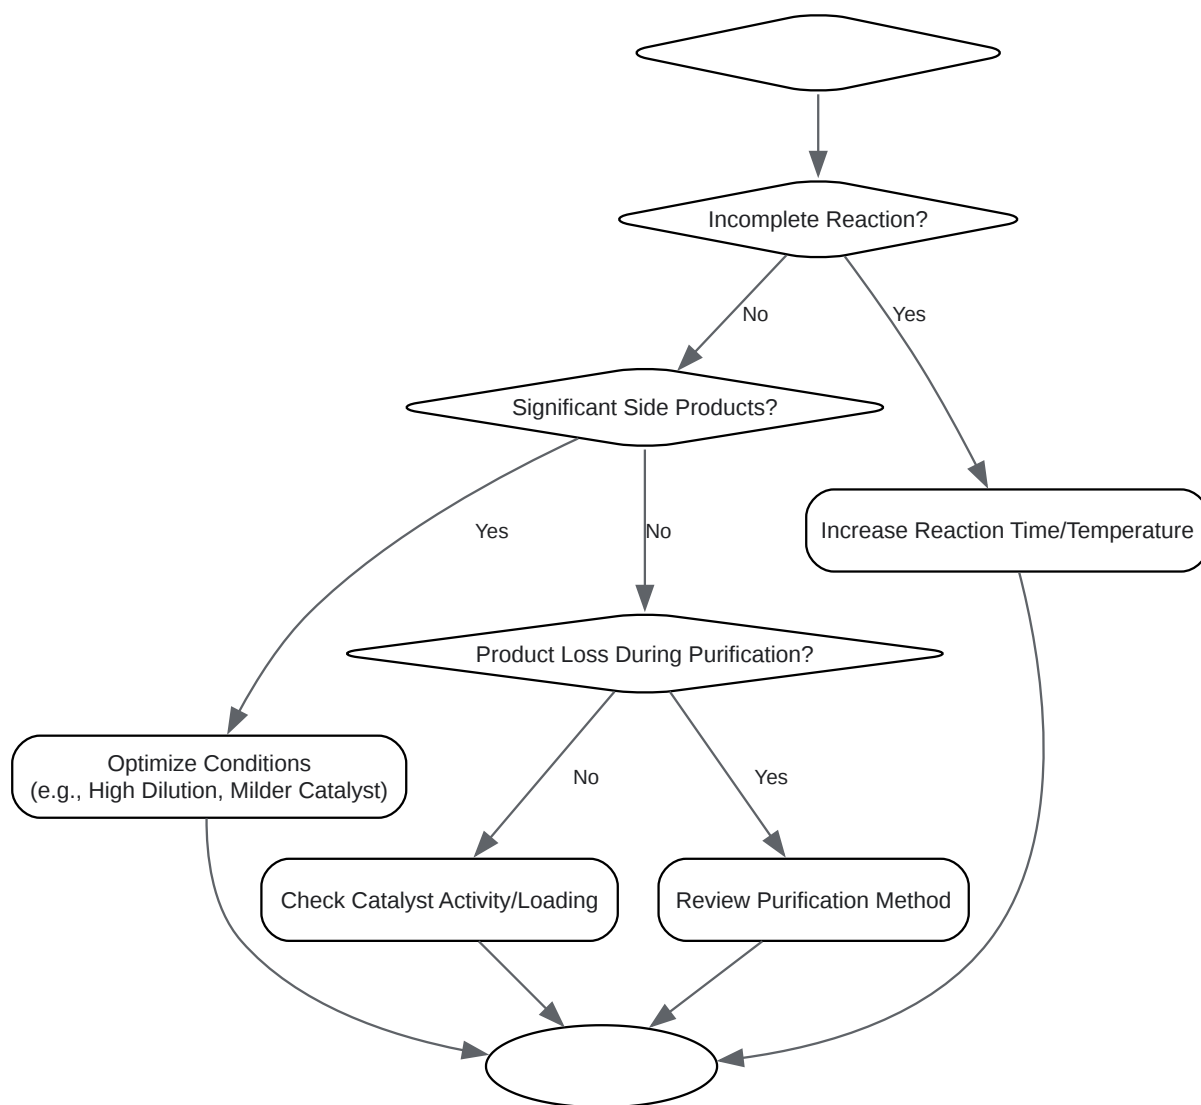 Incomplete Reaction?
No
Yes
Significant Side Products?
Yes
No
Increase Reaction Time/Temperature
Product Loss During Purification?
Optimize Conditions
(e.g., High Dilution, Milder Catalyst)
No
Yes
Check Catalyst Activity/Loading
Review Purification Method